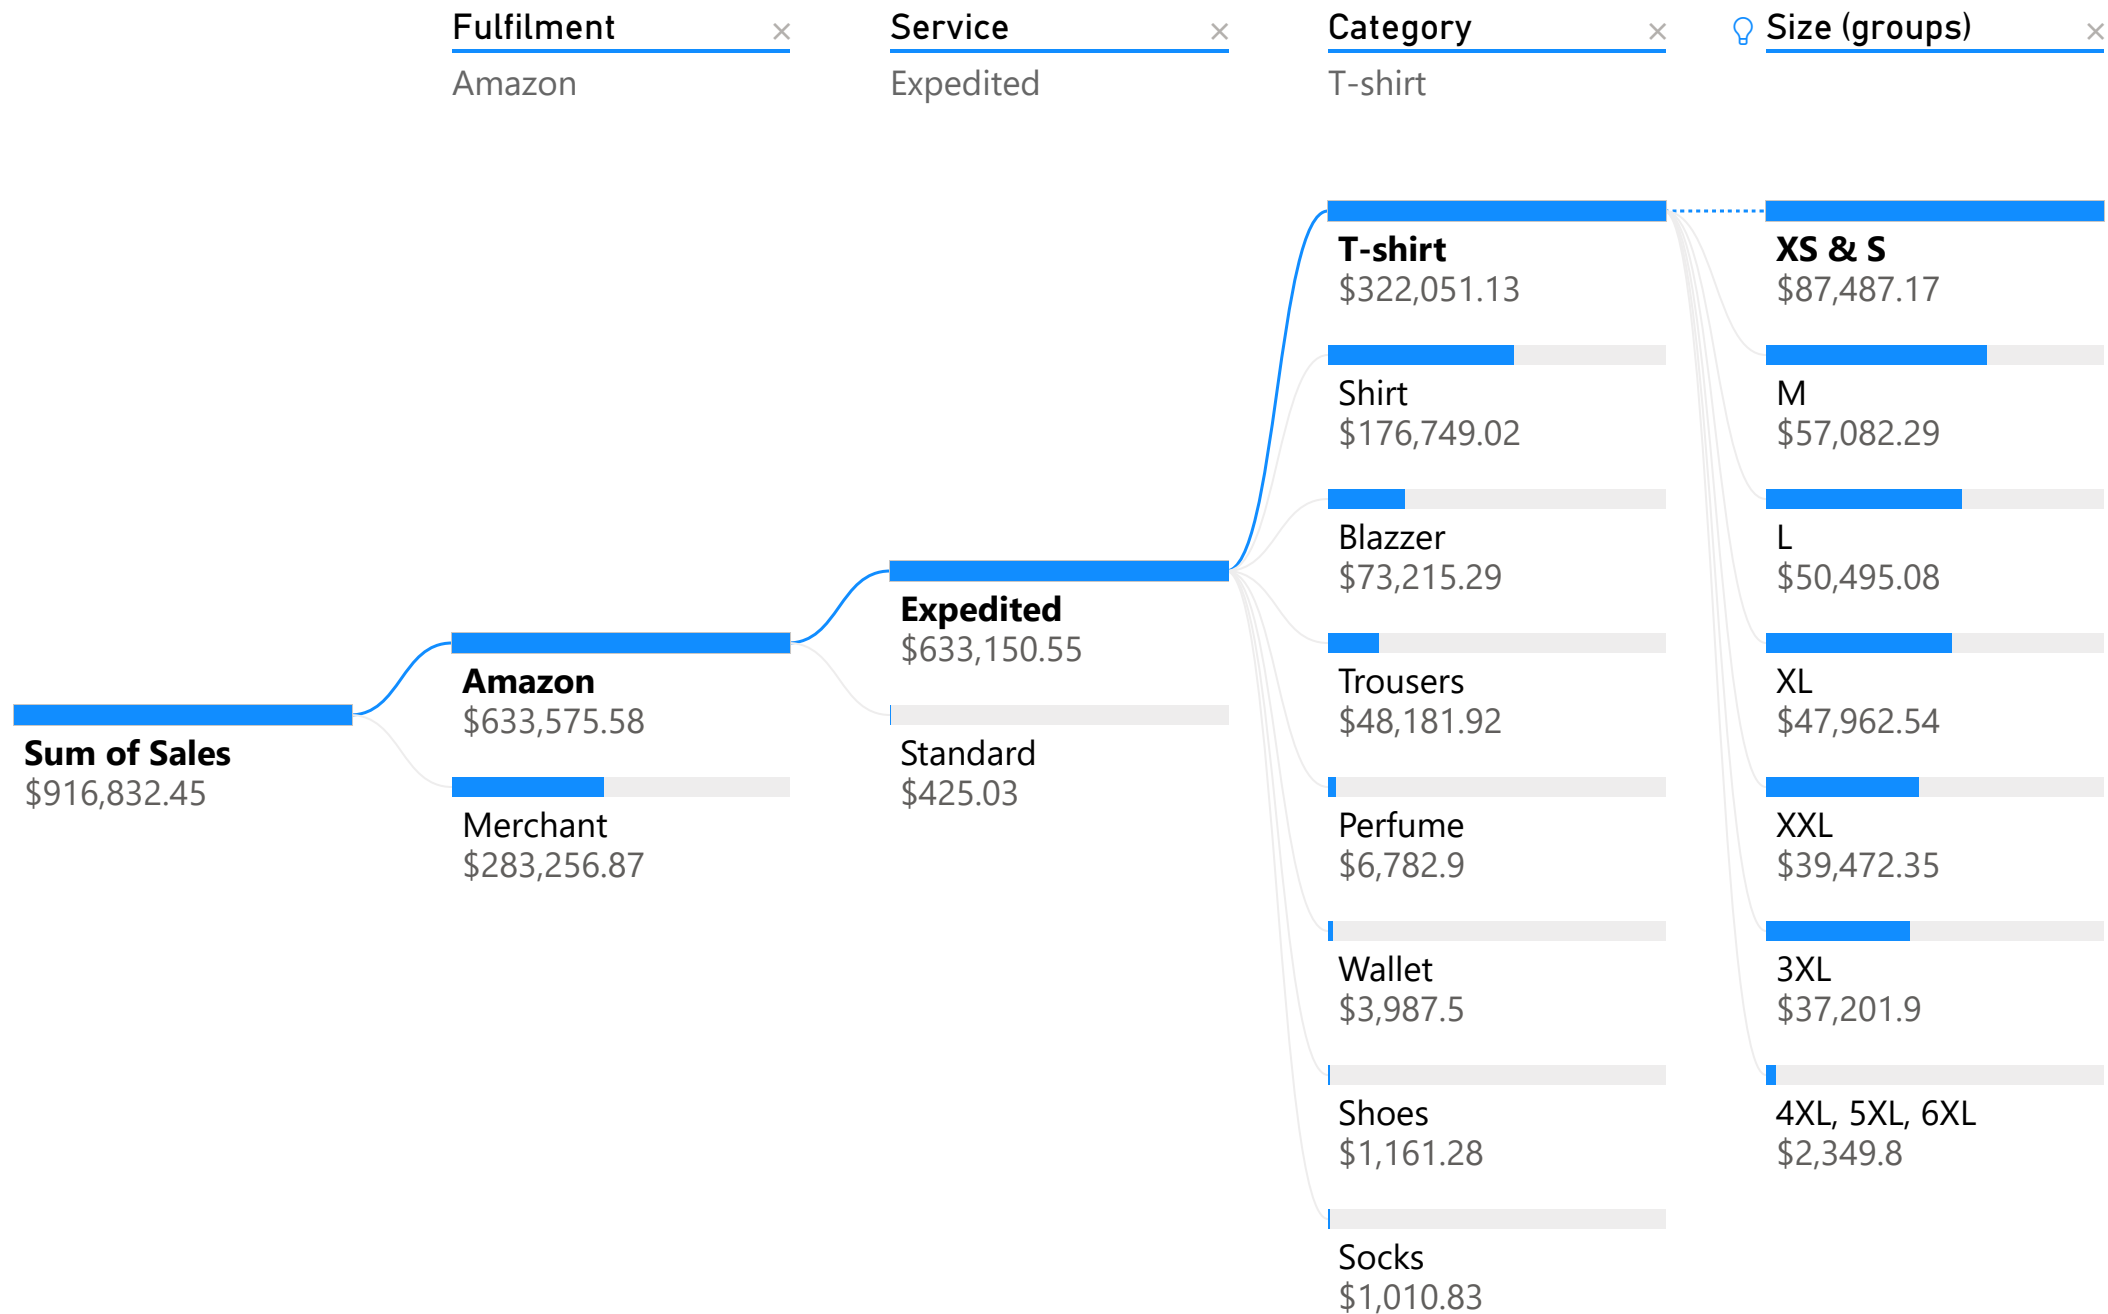 Fulfilment
Amazon
Service
Expedited
Category
T-shirt
Size (groups)
Sum of Sales
$916,832.45
Amazon
$633,575.58
Merchant
$283,256.87
Expedited
$633,150.55
Standard
$425.03
T-shirt
$322,051.13
Shirt
$176,749.02
Blazzer
$73,215.29
Trousers
$48,181.92
Perfume
$6,782.9
Wallet
$3,987.5
Shoes
$1,161.28
Socks
$1,010.83
XS & S
$87,487.17
M
$57,082.29
L
$50,495.08
XL
$47,962.54
XXL
$39,472.35
3XL
$37,201.9
4XL, 5XL, 6XL
$2,349.8